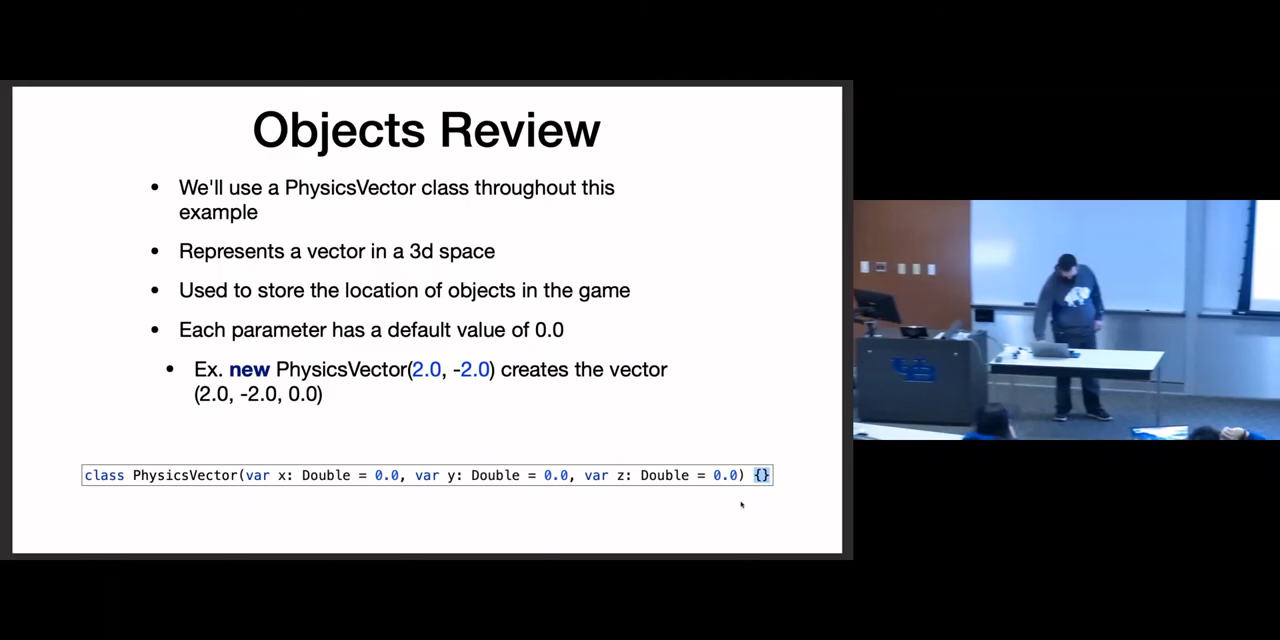 Objects Review
• We'll use a PhysicsVector class throughout this
example
• Represents a vector in a 3d space
• Used to store the location of objects in the game
• Each parameter has a default value of 0.0
• Ex. new PhysicsVector(2.0, -2.0) creates the vector
(2.0, -2.0, 0.0)
class PhysicsVector(var x: Double = 0.0, var y: Double = 0.0, var z: Double = 0.0) {}